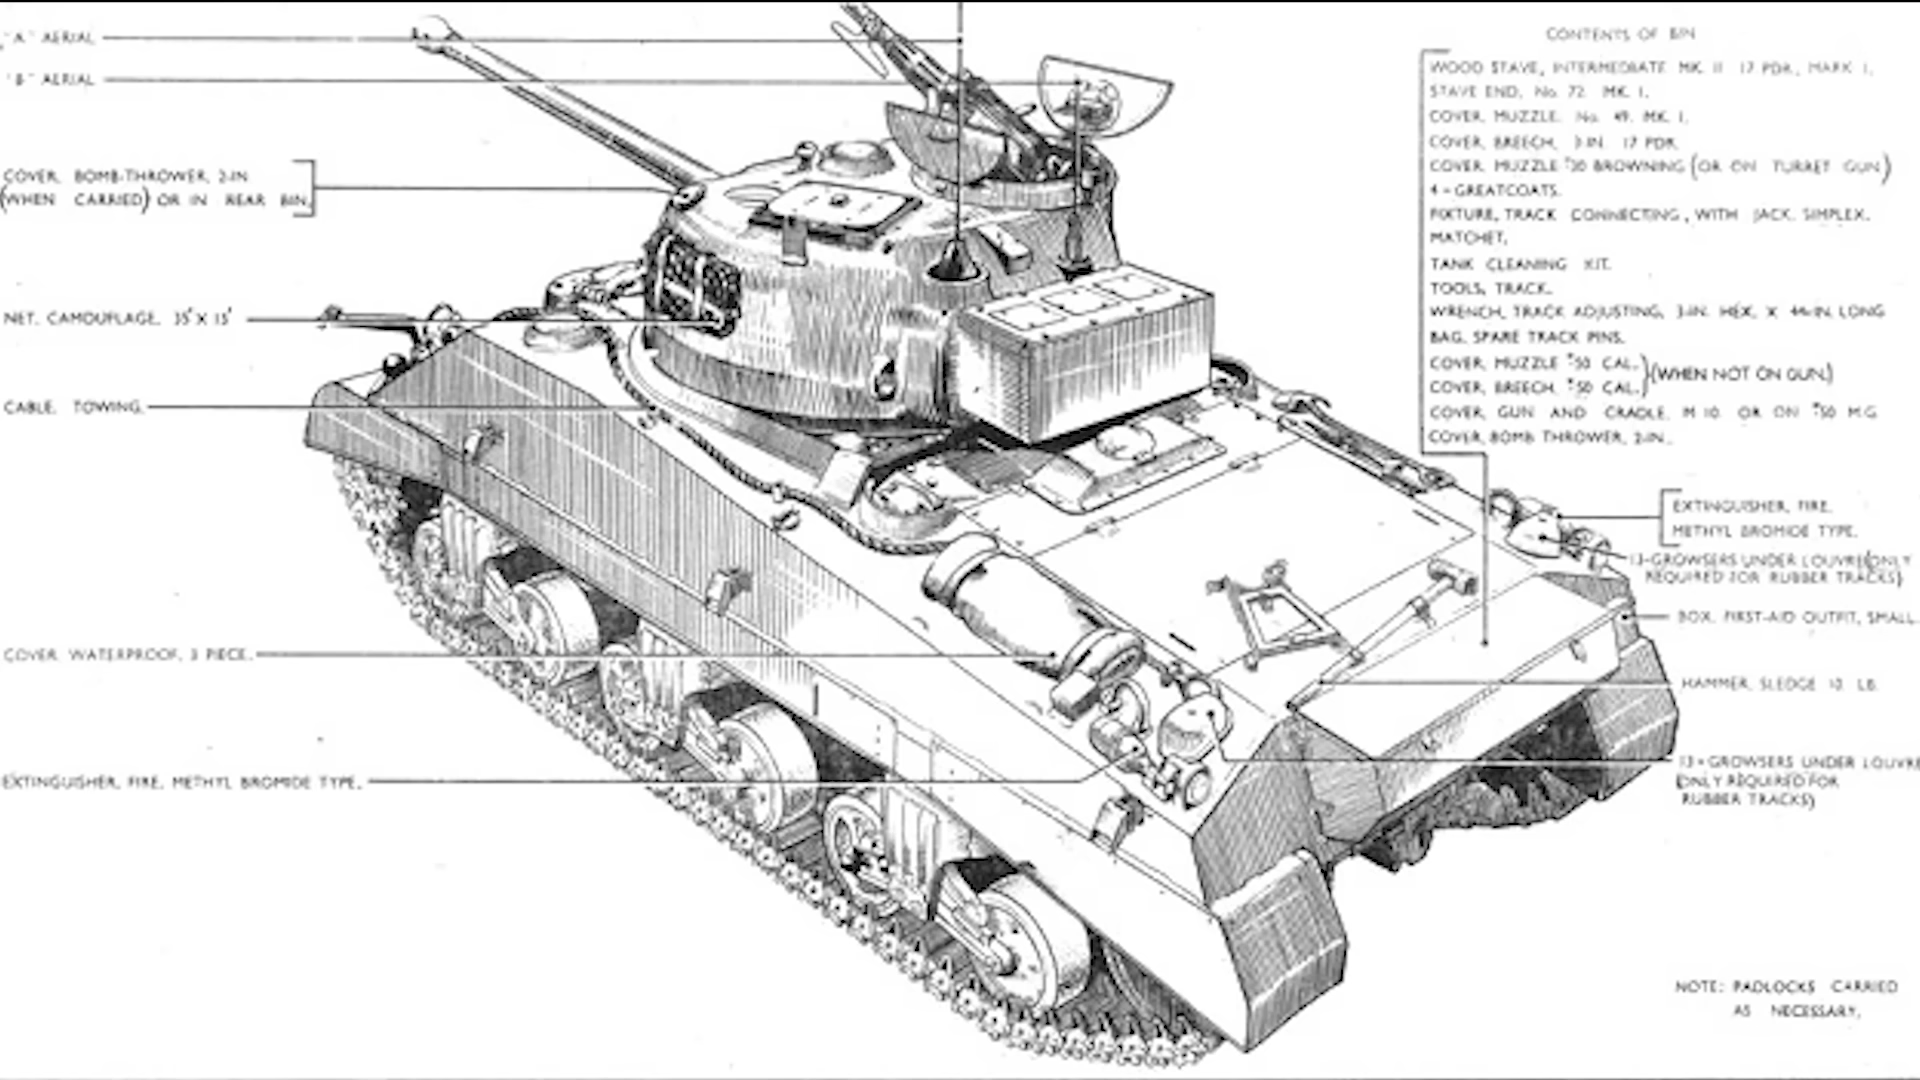 "A" AERIAL
"B" AERIAL
COVER, BOMB-THROWER, 2-IN
(WHEN CARRIED) OR IN REAR BIN.
NET, CAMOUFLAGE, 35' X 15'
CABLE, TOWING.
COVER WATERPROOF, 3 PIECE.
EXTINGUISHER, FIRE, METHYL BROMIDE TYPE.
CONTENTS OF BIN
WOOD STAVE, INTERMEDIATE MK. II 17 PDR., MARK I.
STAVE END, No. 72 MK. I.
COVER, MUZZLE, No. 49, MK. I.
COVER, BREECH, 3 IN. 17 PDR.
COVER, MUZZLE ·30 BROWNING (OR ON TURRET GUN)
4 - GREATCOATS.
FIXTURE, TRACK CONNECTING, WITH JACK, SIMPLEX.
MATCHET.
TANK CLEANING KIT.
TOOLS, TRACK.
WRENCH, TRACK ADJUSTING, 3-IN. HEX. X 44-IN. LONG
BAG, SPARE TRACK PINS.
COVER, MUZZLE ·50 CAL.
COVER, BREECH, ·50 CAL. (WHEN NOT ON GUN.)
COVER, GUN AND CRADLE, M 10. OR ON ·50 M.G.
COVER, BOMB THROWER, 2-IN.
EXTINGUISHER, FIRE,
METHYL BROMIDE TYPE.
13-GROWSERS UNDER LOUVRE (ONLY
REQUIRED FOR RUBBER TRACKS)
BOX, FIRST-AID OUTFIT, SMALL.
HAMMER, SLEDGE LB.
13-GROWSERS UNDER LOUVRE
(ONLY REQUIRED FOR
RUBBER TRACKS)
NOTE: PADLOCKS CARRIED
AS NECESSARY.